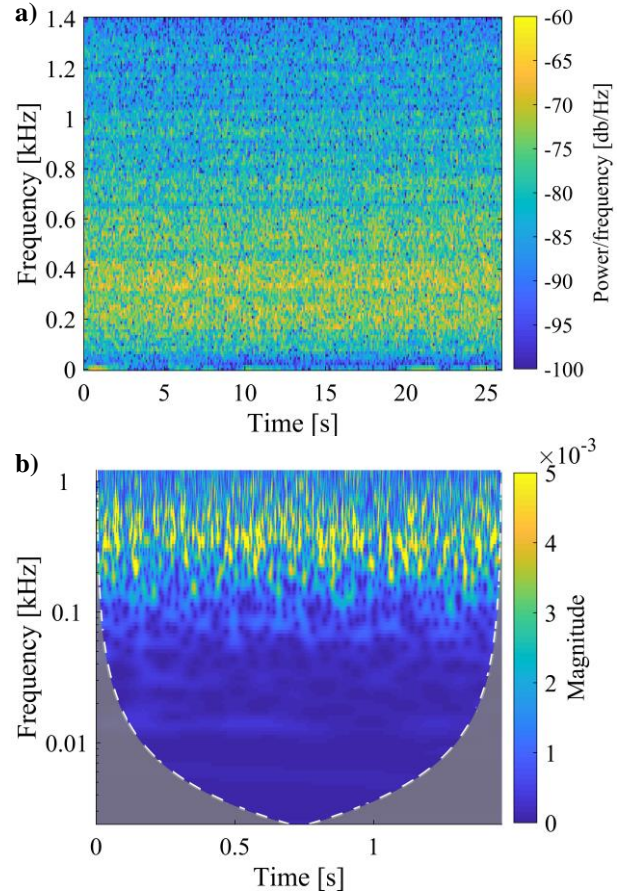 a)
1.4
1.2
1
0.8
0.6
0.4
0.2
0
Frequency [kHz]
0 5 10 15 20 25
Time [s]
-60
-65
-70
-75
-80
-85
-90
-95
-100
Power/frequency [db/Hz]
b)
1
0.1
0.01
Frequency [kHz]
0 0.5 1
Time [s]
×10-3
5
4
3
2
1
0
Magnitude